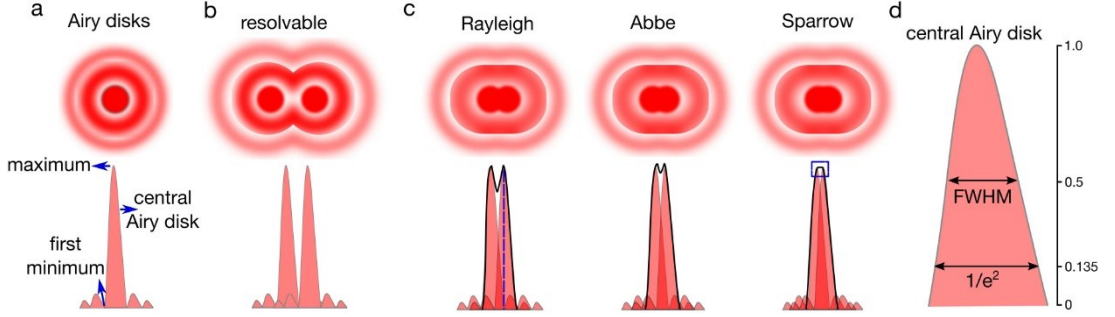 a
Airy disks
maximum
central
Airy disk
first
minimum
b
resolvable
c
Rayleigh
Abbe
Sparrow
d
central Airy disk
1.0
0.5
FWHM
0.135
1/e²
0